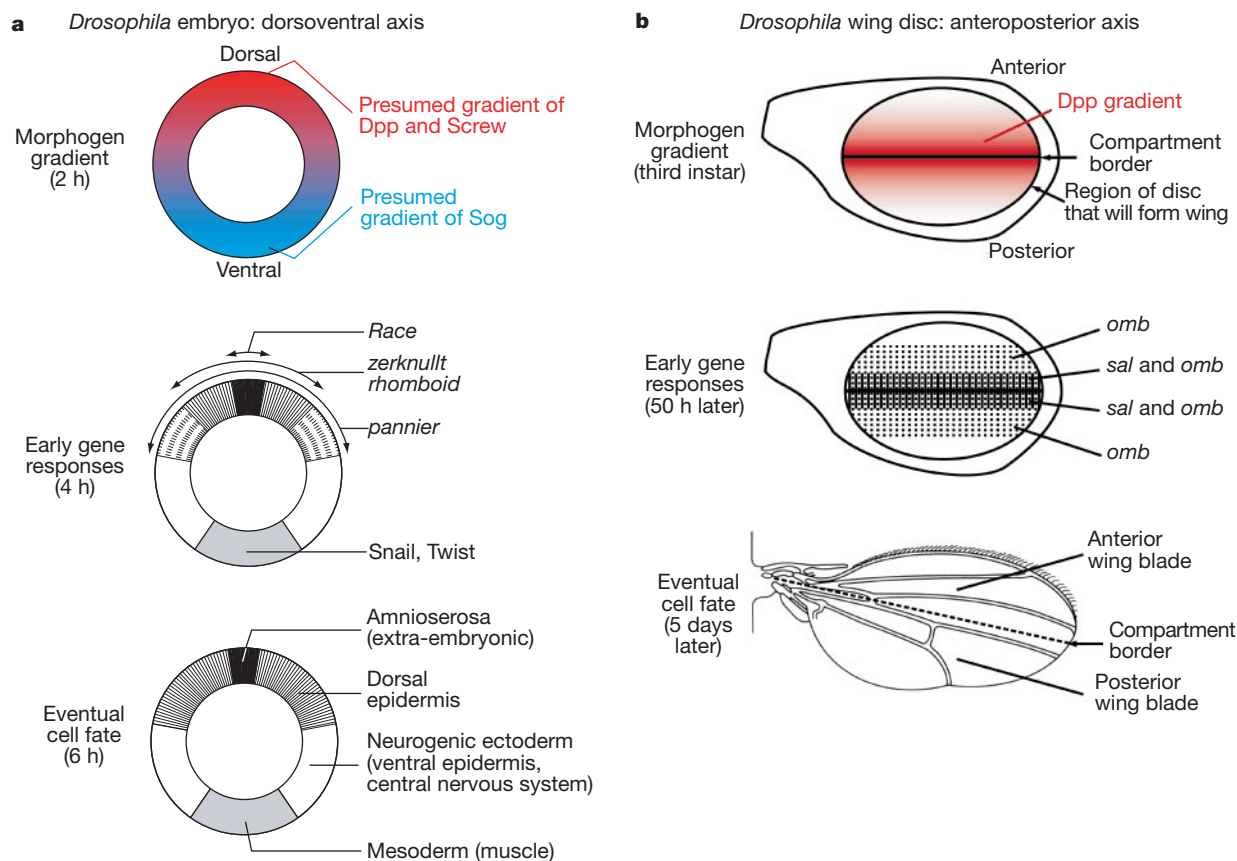 a
Drosophila embryo: dorsoventral axis
Dorsal
Presumed gradient of
Dpp and Screw
Morphogen
gradient
(2 h)
Presumed
gradient of Sog
Ventral
Race
zerknullt
rhomboid
pannier
Early gene
responses
(4 h)
Snail, Twist
Amnioserosa
(extra-embryonic)
Dorsal
epidermis
Eventual
cell fate
(6 h)
Neurogenic ectoderm
(ventral epidermis,
central nervous system)
Mesoderm (muscle)
b
Drosophila wing disc: anteroposterior axis
Anterior
Dpp gradient
Morphogen
gradient
(third instar)
Compartment
border
Region of disc
that will form wing
Posterior
omb
Early gene
responses
(50 h later)
sal and omb
sal and omb
omb
Anterior
wing blade
Eventual
cell fate
(5 days
later)
Compartment
border
Posterior
wing blade